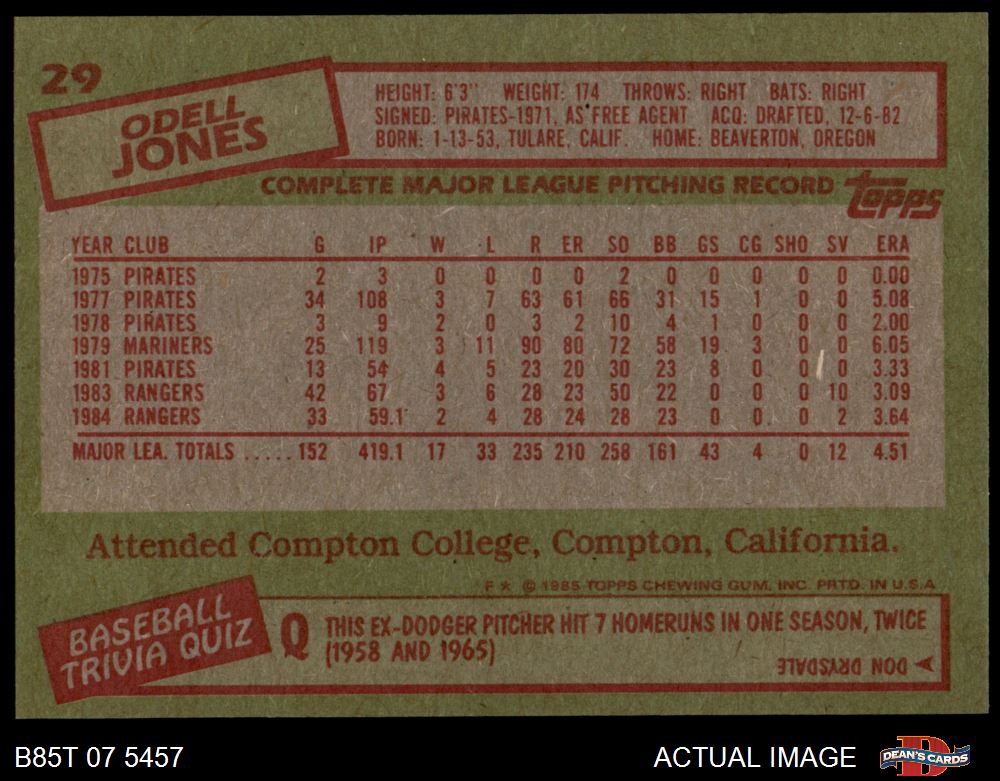 29
ODELL
JONES
HEIGHT: 6'3" WEIGHT: 174 THROWS: RIGHT BATS: RIGHT
SIGNED: PIRATES-1971, AS FREE AGENT ACQ: DRAFTED, 12-6-82
BORN: 1-13-53, TULARE, CALIF. HOME: BEAVERTON, OREGON
COMPLETE MAJOR LEAGUE PITCHING RECORD topps
YEAR CLUB G IP W L R ER SO BB GS CG SHO SV ERA
1975 PIRATES 2 3 0 0 0 0 2 0 0 0 0 0 0.00
1977 PIRATES 34 108 3 7 63 61 66 31 15 1 0 0 5.08
1978 PIRATES 3 9 2 0 3 2 10 4 1 0 0 0 2.00
1979 MARINERS 25 119 3 11 90 80 72 58 19 3 0 0 6.05
1981 PIRATES 13 54 4 5 23 20 30 23 8 0 0 0 3.33
1983 RANGERS 42 67 3 6 28 23 50 22 0 0 0 10 3.09
1984 RANGERS 33 59.1 2 4 28 24 28 23 0 0 0 2 3.64
MAJOR LEA. TOTALS ..... 152 419.1 17 33 235 210 258 161 43 4 0 12 4.51
Attended Compton College, Compton, California.
F * © 1985 TOPPS CHEWING GUM, INC. PRTD. IN U.S.A
BASEBALL
TRIVIA QUIZ
Q THIS EX-DODGER PITCHER HIT 7 HOMERUNS IN ONE SEASON, TWICE
(1958 AND 1965)
A DON DRYSDALE
B85T 07 5457 ACTUAL IMAGE DEAN'S CARDS